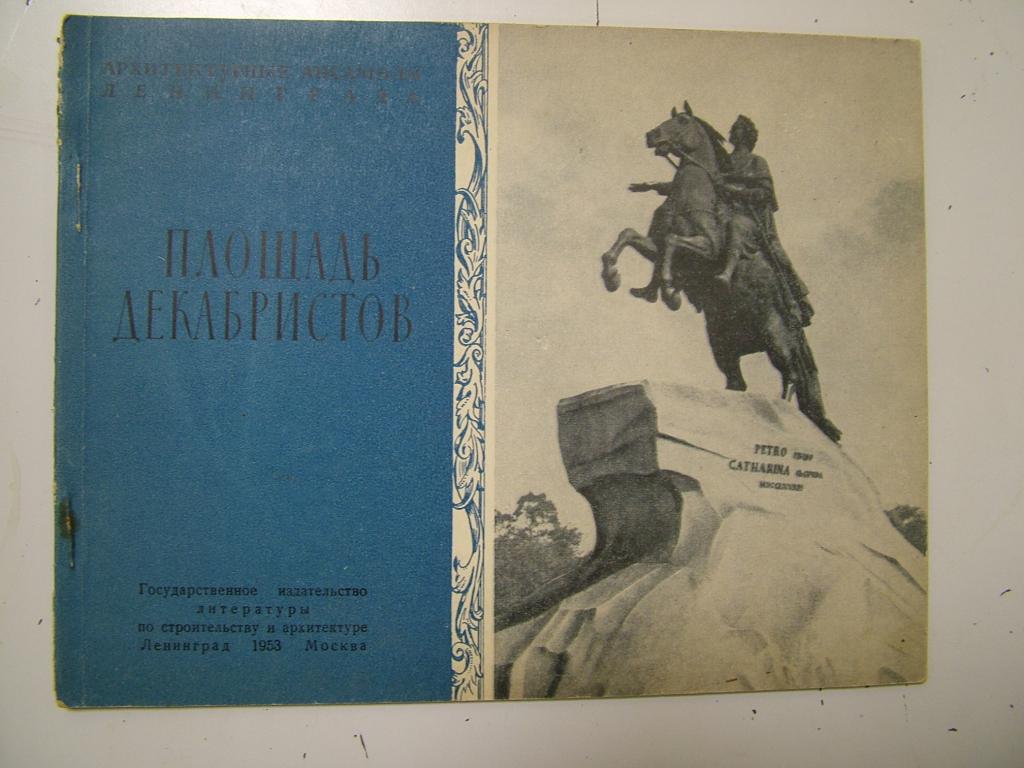 АРХИТЕКТУРНЫЕ АНСАМБЛИ
ЛЕНИНГРАДА
ПЛОЩАДЬ
ДЕКАБРИСТОВ
Государственное издательство
литературы
по строительству и архитектуре
Ленинград 1953 Москва
PETRO
CATHARINA